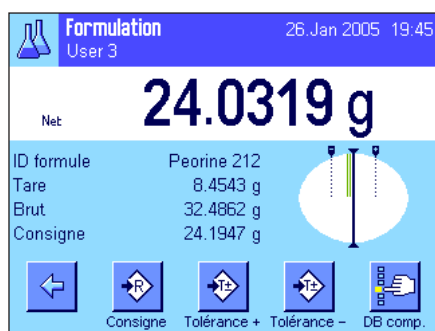 Formulation 26.Jan 2005 19:45
User 3
Net 24.0319 g
ID formule Peorine 212
Tare 8.4543 g
Brut 32.4862 g
Consigne 24.1947 g
R T± T±
Consigne Tolérance + Tolérance − DB comp.